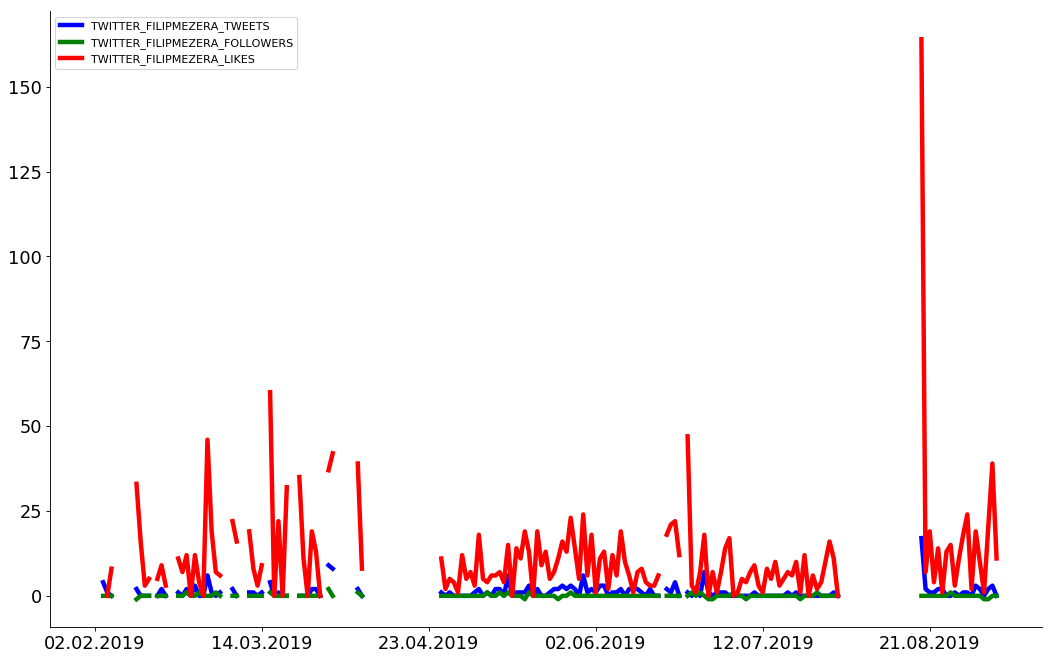 TWITTER_FILIPMEZERA_TWEETS
TWITTER_FILIPMEZERA_FOLLOWERS
TWITTER_FILIPMEZERA_LIKES
150
125
100
75
50
25
0
02.02.2019 14.03.2019 23.04.2019 02.06.2019 12.07.2019 21.08.2019